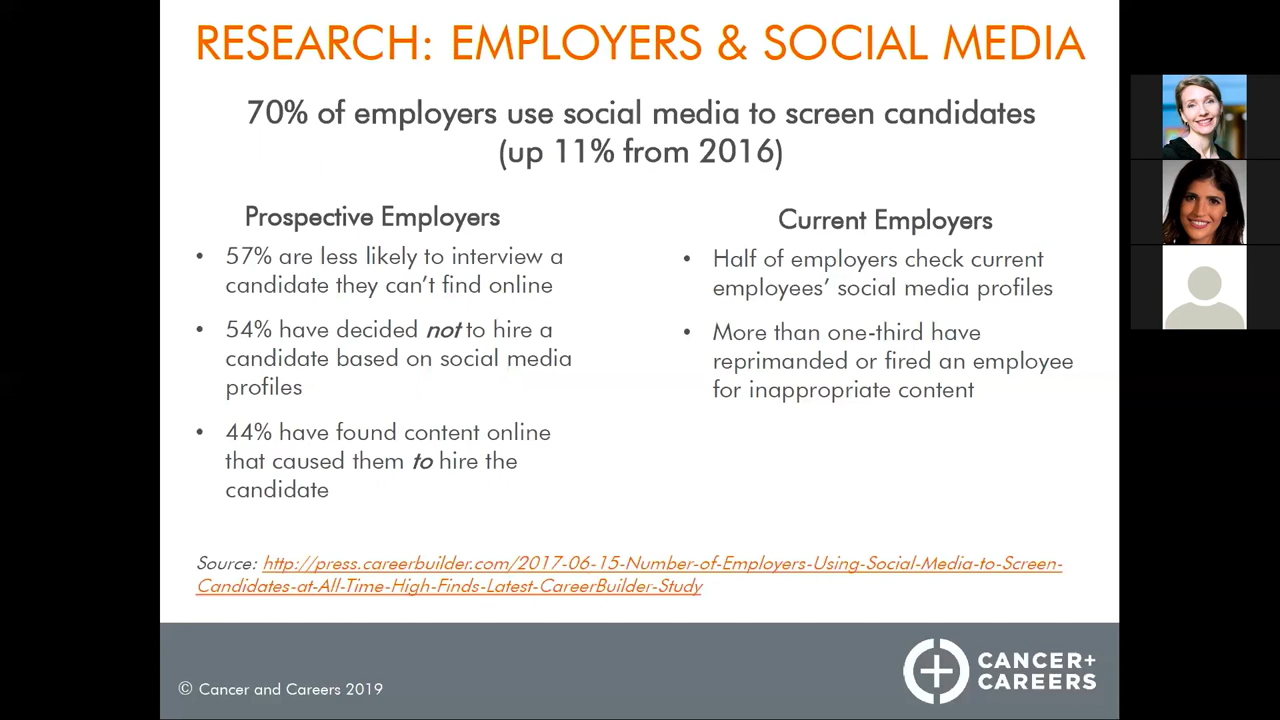 RESEARCH: EMPLOYERS & SOCIAL MEDIA
70% of employers use social media to screen candidates
(up 11% from 2016)
Prospective Employers
• 57% are less likely to interview a
candidate they can't find online
• 54% have decided not to hire a
candidate based on social media
profiles
• 44% have found content online
that caused them to hire the
candidate
Current Employers
• Half of employers check current
employees' social media profiles
• More than one-third have
reprimanded or fired an employee
for inappropriate content
Source: http://press.careerbuilder.com/2017-06-15-Number-of-Employers-Using-Social-Media-to-Screen-
Candidates-at-All-Time-High-Finds-Latest-CareerBuilder-Study
© Cancer and Careers 2019
CANCER+
CAREERS